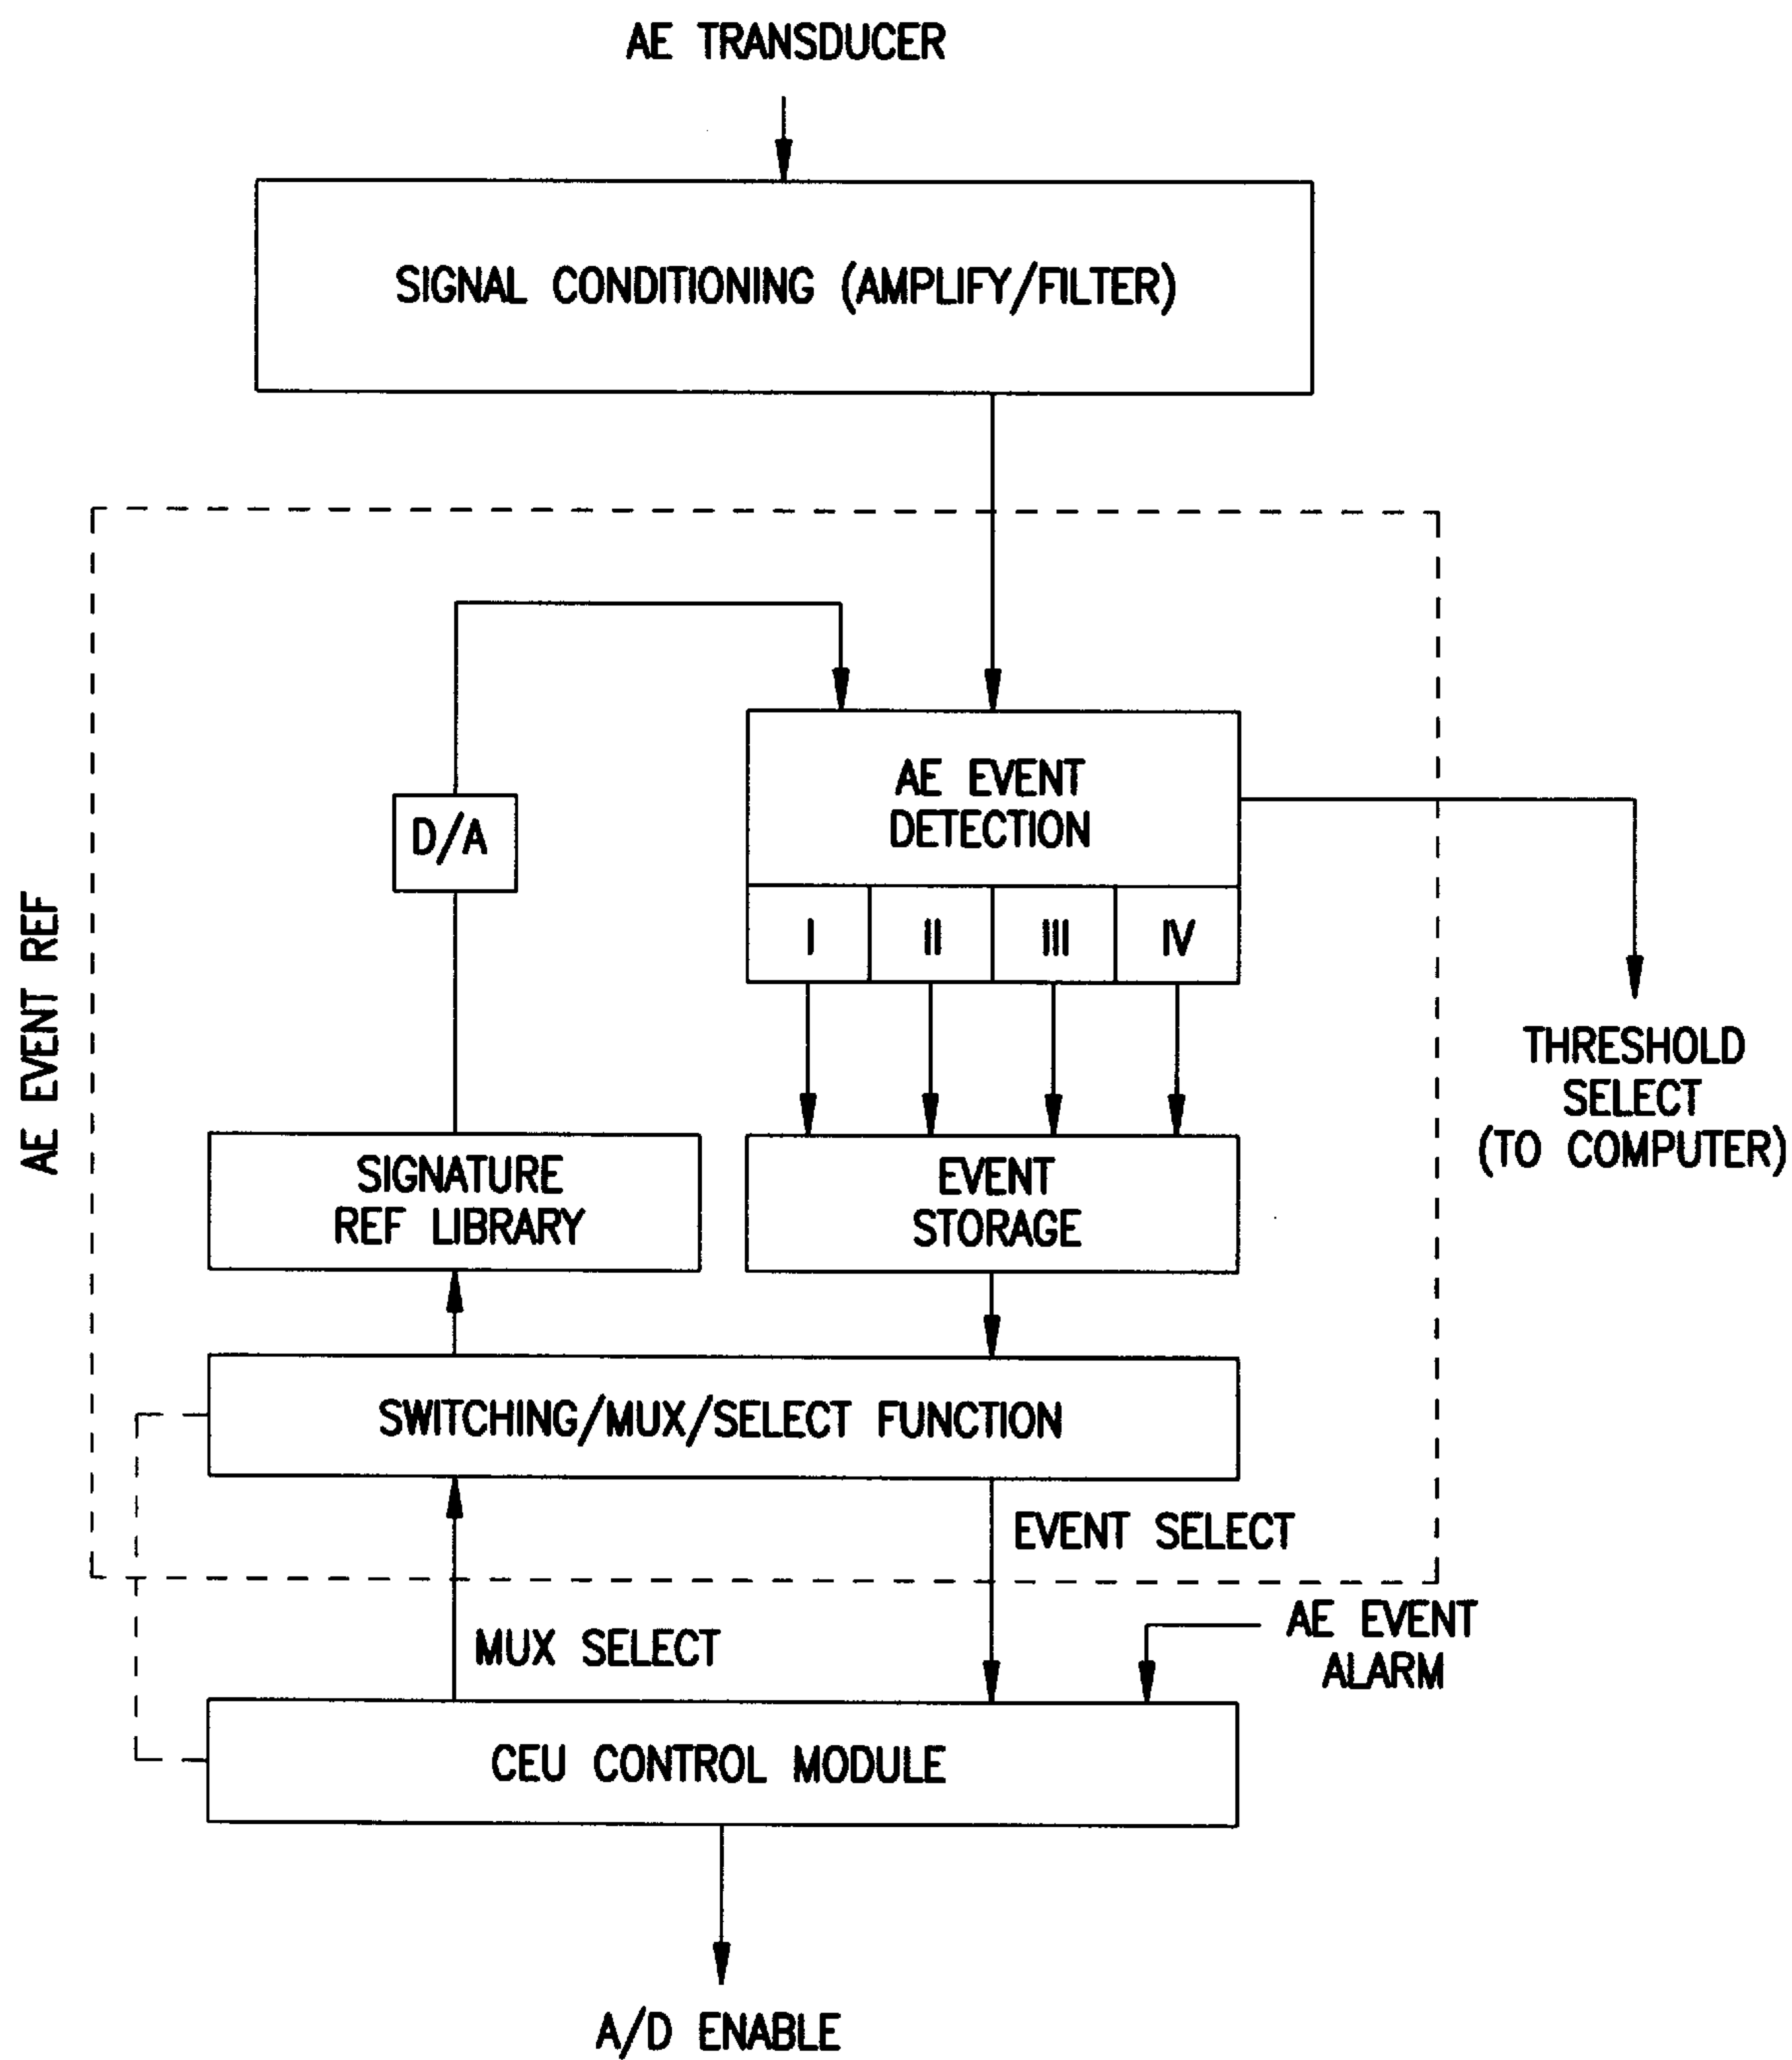 AE TRANSDUCER
SIGNAL CONDITIONING (AMPLIFY/FILTER)
AE EVENT REF
AE EVENT
DETECTION
D/A
I II III IV
THRESHOLD
SELECT
(TO COMPUTER)
SIGNATURE
REF LIBRARY
EVENT
STORAGE
SWITCHING/MUX/SELECT FUNCTION
EVENT SELECT
MUX SELECT
AE EVENT
ALARM
CEU CONTROL MODULE
A/D ENABLE